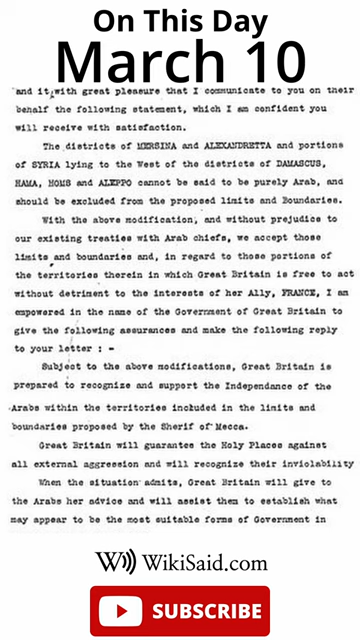 On This Day
March 10
and it with great pleasure that I communicate to you on their
behalf the following statement, which I am confident you
will receive with satisfaction.
The districts of MERSINA and ALEXANDRETTA and portions
of SYRIA lying to the West of the districts of DAMASCUS,
HAMA, HOMS and ALEPPO cannot be said to be purely Arab, and
should be excluded from the proposed limits and Boundaries.
With the above modification, and without prejudice to
our existing treaties with Arab chiefs, we accept those
limits and boundaries and, in regard to those portions of
the territories therein in which Great Britain is free to act
without detriment to the interests of her Ally, FRANCE, I am
empowered in the name of the Government of Great Britain to
give the following assurances and make the following reply
to your letter : -
Subject to the above modifications, Great Britain is
prepared to recognize and support the Independance of the
Arabs within the territories included in the limits and
boundaries proposed by the Sherif of Mecca.
Great Britain will guarantee the Holy Places against
all external aggression and will recognize their inviolability
When the situation admits, Great Britain will give to
the Arabs her advice and will assist them to establish what
may appear to be the most suitable forms of Government in
W WikiSaid.com
SUBSCRIBE